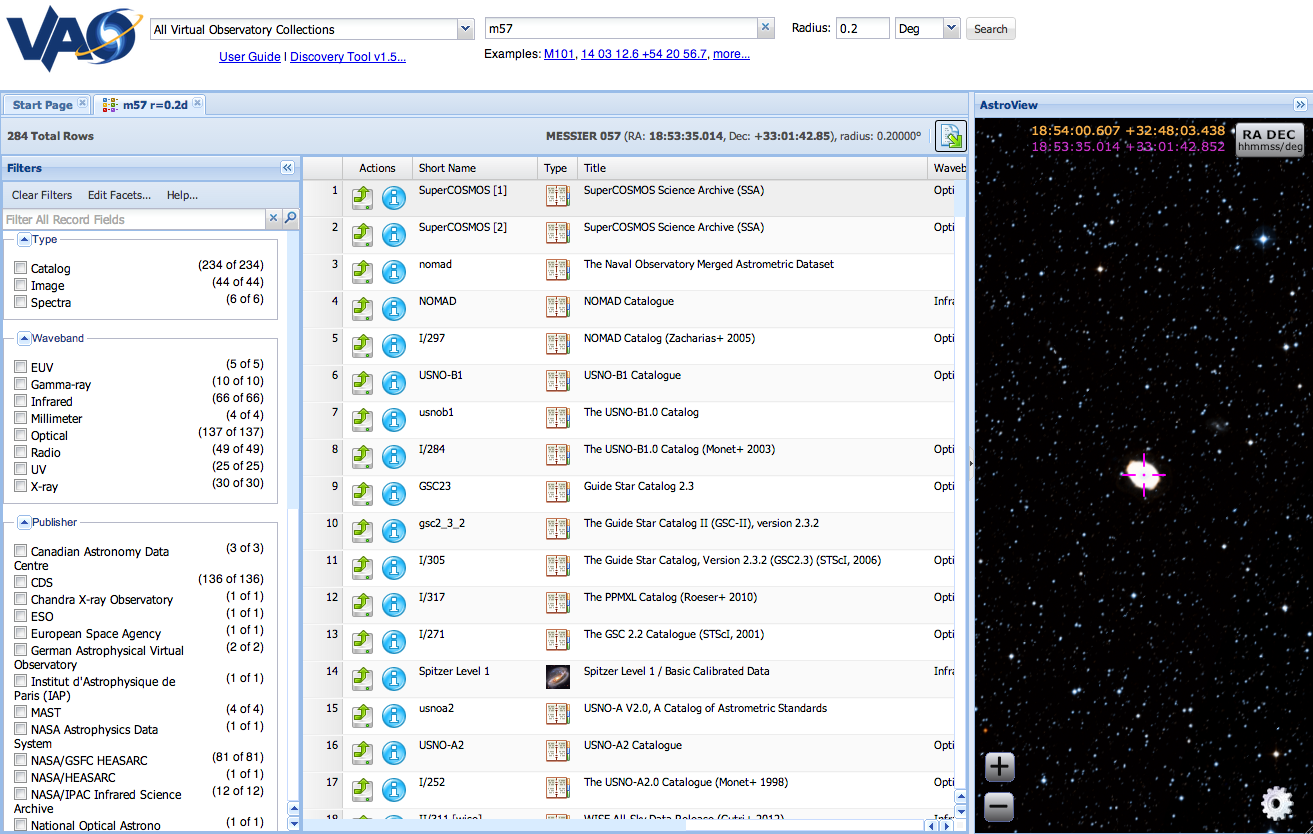 VAO
All Virtual Observatory Collections
m57
Radius: 0.2 Deg Search
User Guide | Discovery Tool v1.5...
Examples: M101, 14 03 12.6 +54 20 56.7, more...
Start Page
m57 r=0.2d
284 Total Rows
MESSIER 057 (RA: 18:53:35.014, Dec: +33:01:42.85), radius: 0.20000°
Filters
Clear Filters Edit Facets... Help...
Filter All Record Fields
Type
Catalog (234 of 234)
Image (44 of 44)
Spectra (6 of 6)
Waveband
EUV (5 of 5)
Gamma-ray (10 of 10)
Infrared (66 of 66)
Millimeter (4 of 4)
Optical (137 of 137)
Radio (49 of 49)
UV (25 of 25)
X-ray (30 of 30)
Publisher
Canadian Astronomy Data (3 of 3)
Centre
CDS (136 of 136)
Chandra X-ray Observatory (1 of 1)
ESO (1 of 1)
European Space Agency (1 of 1)
German Astrophysical Virtual (2 of 2)
Observatory
Institut d'Astrophysique de (1 of 1)
Paris (IAP)
MAST (4 of 4)
NASA Astrophysics Data (1 of 1)
System
NASA/GSFC HEASARC (81 of 81)
NASA/HEASARC (1 of 1)
NASA/IPAC Infrared Science (12 of 12)
Archive
National Optical Astrono (1 of 1)
Actions Short Name Type Title Waveb
1 SuperCOSMOS [1] SuperCOSMOS Science Archive (SSA) Opti
2 SuperCOSMOS [2] SuperCOSMOS Science Archive (SSA) Opti
3 nomad The Naval Observatory Merged Astrometric Dataset
4 NOMAD NOMAD Catalogue Infra
5 I/297 NOMAD Catalog (Zacharias+ 2005) Opti
6 USNO-B1 USNO-B1 Catalogue Opti
7 usnob1 The USNO-B1.0 Catalog
8 I/284 The USNO-B1.0 Catalog (Monet+ 2003) Opti
9 GSC23 Guide Star Catalog 2.3 Opti
10 gsc2_3_2 The Guide Star Catalog II (GSC-II), version 2.3.2
11 I/305 The Guide Star Catalog, Version 2.3.2 (GSC2.3) (STScI, 2006) Opti
12 I/317 The PPMXL Catalog (Roeser+ 2010) Opti
13 I/271 The GSC 2.2 Catalogue (STScI, 2001) Opti
14 Spitzer Level 1 Spitzer Level 1 / Basic Calibrated Data Infra
15 usnoa2 USNO-A V2.0, A Catalog of Astrometric Standards
16 USNO-A2 USNO-A2 Catalogue Opti
17 I/252 The USNO-A2.0 Catalogue (Monet+ 1998) Opti
18 II/311 [wise] WISE All-Sky Data Release (Cutri+ 2012) Infra
AstroView
18:54:00.607 +32:48:03.438
18:53:35.014 +33:01:42.852
RA DEC
hhmmss/deg